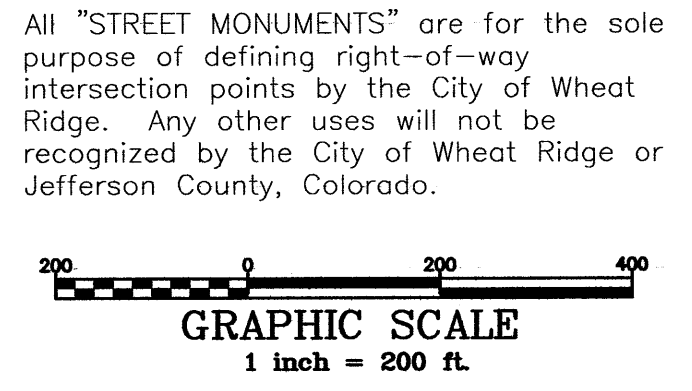 All "STREET MONUMENTS" are for the sole
purpose of defining right-of-way
intersection points by the City of Wheat
Ridge. Any other uses will not be
recognized by the City of Wheat Ridge or
Jefferson County, Colorado.
200 0 200 400
GRAPHIC SCALE
1 inch = 200 ft.